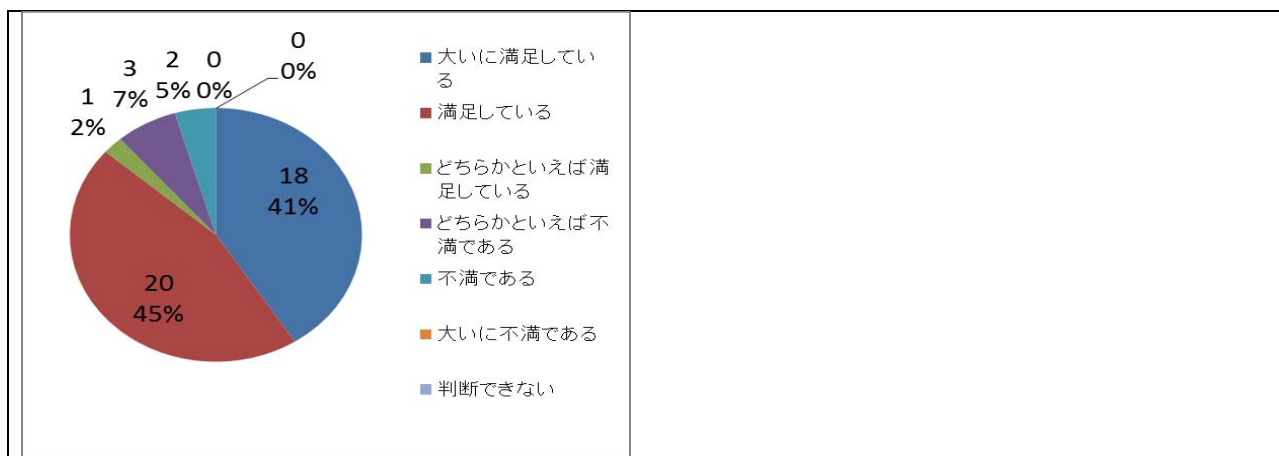 0
0%
0
0%
2
5%
3
7%
1
2%
18
41%
20
45%
大いに満足してい
る
満足している
どちらかといえば満
足している
どちらかといえば不
満である
不満である
大いに不満である
判断できない